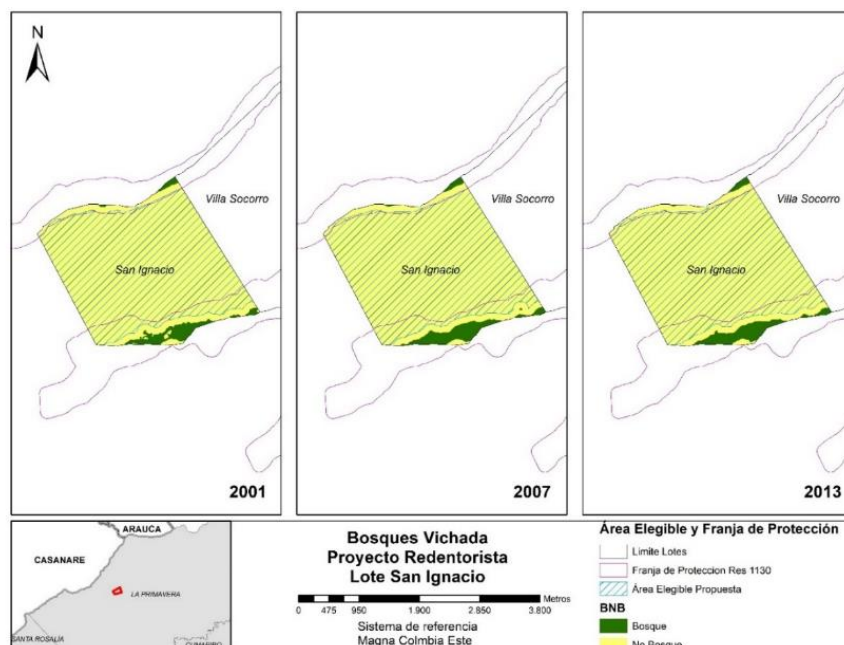 N
Villa Socorro
San Ignacio
2001
Villa Socorro
San Ignacio
2007
Villa Socorro
San Ignacio
2013
ARAUCA
CASANARE
LA PRIMAVERA
SANTA ROSALÍA
CUMARIBO
Bosques Vichada
Proyecto Redentorista
Lote San Ignacio
Metros
0 475 950 1.900 2.850 3.800
Sistema de referencia
Magna Colmbia Este
Área Elegible y Franja de Protección
Limite Lotes
Franja de Proteccion Res 1130
Área Elegible Propuesta
BNB
Bosque
No Bosque